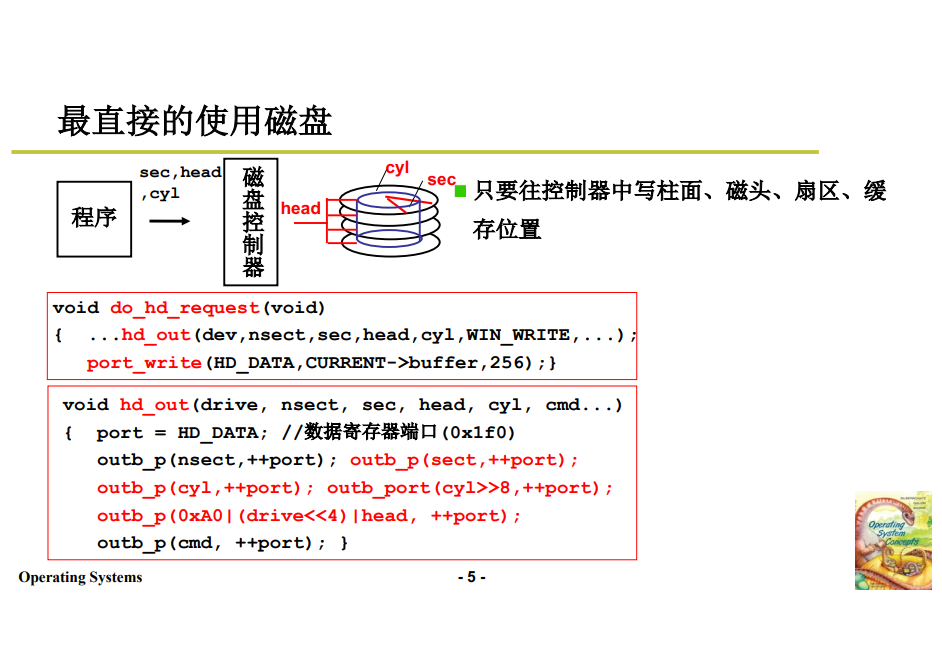 最直接的使用磁盘
sec,head
,cyl
程序
磁盘控制器
cyl
sec
head
只要往控制器中写柱面、磁头、扇区、缓
存位置
void do_hd_request(void)
{ ...hd_out(dev,nsect,sec,head,cyl,WIN_WRITE,...);
port_write(HD_DATA,CURRENT->buffer,256);}
void hd_out(drive, nsect, sec, head, cyl, cmd...)
{ port = HD_DATA; //数据寄存器端口(0x1f0)
outb_p(nsect,++port); outb_p(sect,++port);
outb_p(cyl,++port); outb_port(cyl>>8,++port);
outb_p(0xA0|(drive<<4)|head, ++port);
outb_p(cmd, ++port); }
Operating
System
Concepts
Operating Systems
- 5 -